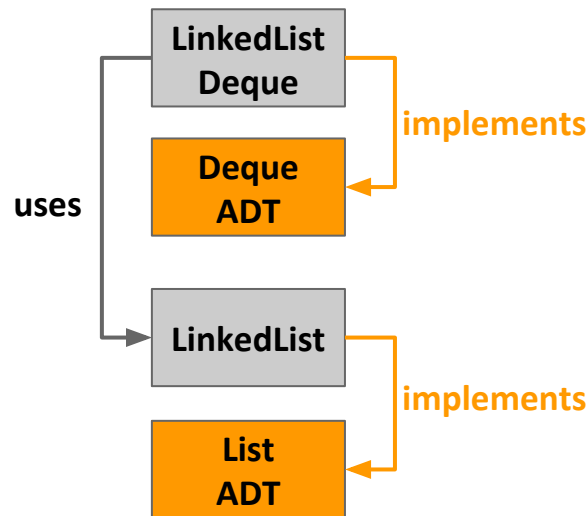 LinkedList
Deque
implements
Deque
ADT
uses
LinkedList
implements
List
ADT